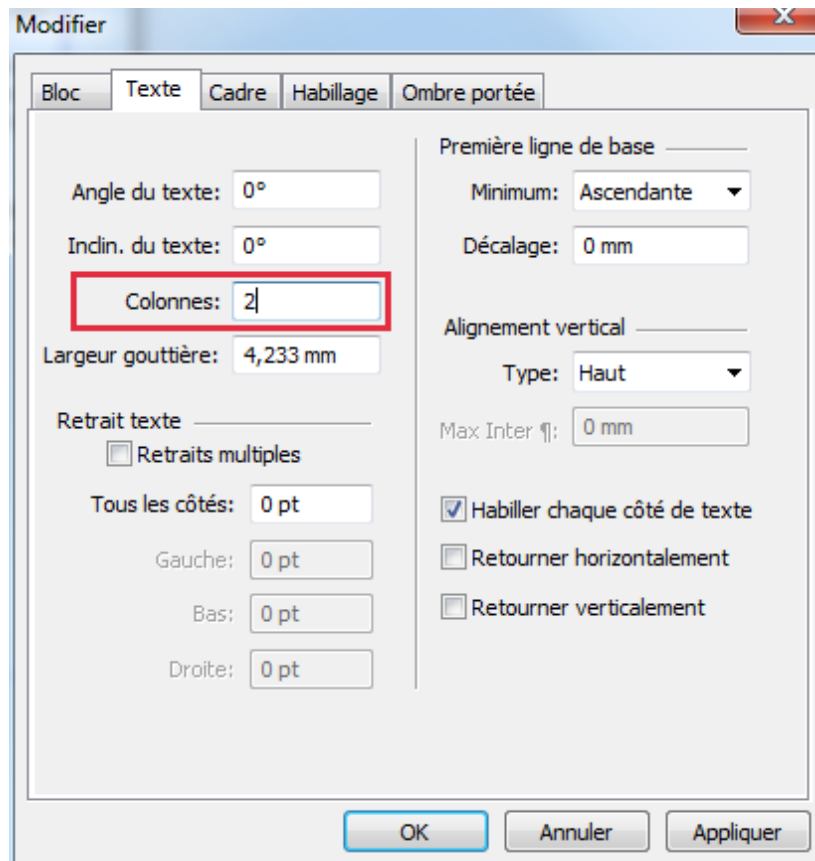 Modifier
Bloc Texte Cadre Habillage Ombre portée
Angle du texte: 0°
Inclin. du texte: 0°
Colonnes: 2
Largeur gouttière: 4,233 mm
Retrait texte
Retraits multiples
Tous les côtés: 0 pt
Gauche: 0 pt
Bas: 0 pt
Droite: 0 pt
Première ligne de base
Minimum: Ascendante
Décalage: 0 mm
Alignement vertical
Type: Haut
Max Inter ¶: 0 mm
Habiller chaque côté de texte
Retourner horizontalement
Retourner verticalement
OK Annuler Appliquer